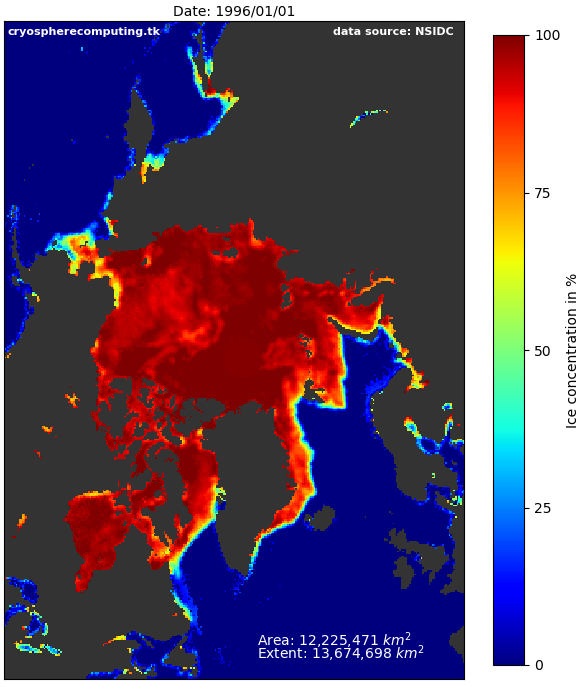 Date: 1996/01/01
cryospherecomputing.tk
data source: NSIDC
100
75
50
25
0
Ice concentration in %
Area: 12,225,471 km²
Extent: 13,674,698 km²